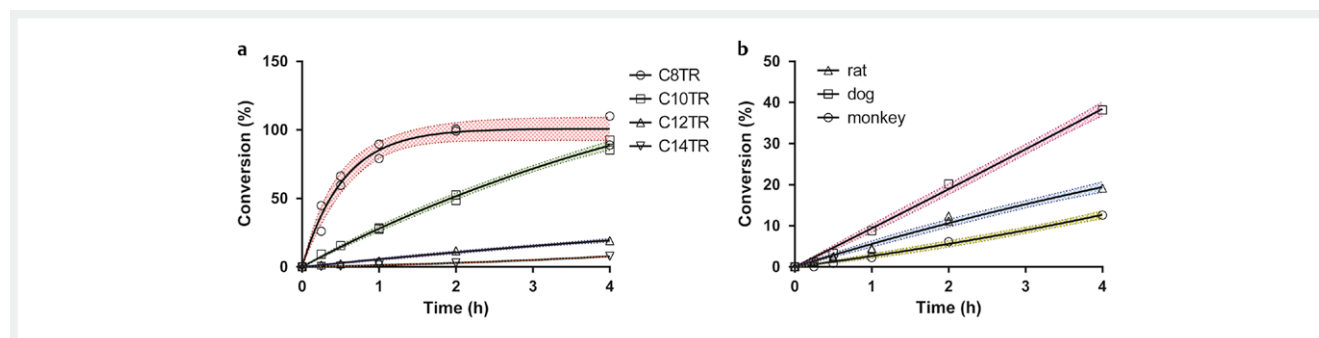 a
150
100
50
0
Conversion (%)
0 1 2 3 4
Time (h)
C8TR
C10TR
C12TR
C14TR
b
50
40
30
20
10
0
Conversion (%)
0 1 2 3 4
Time (h)
rat
dog
monkey